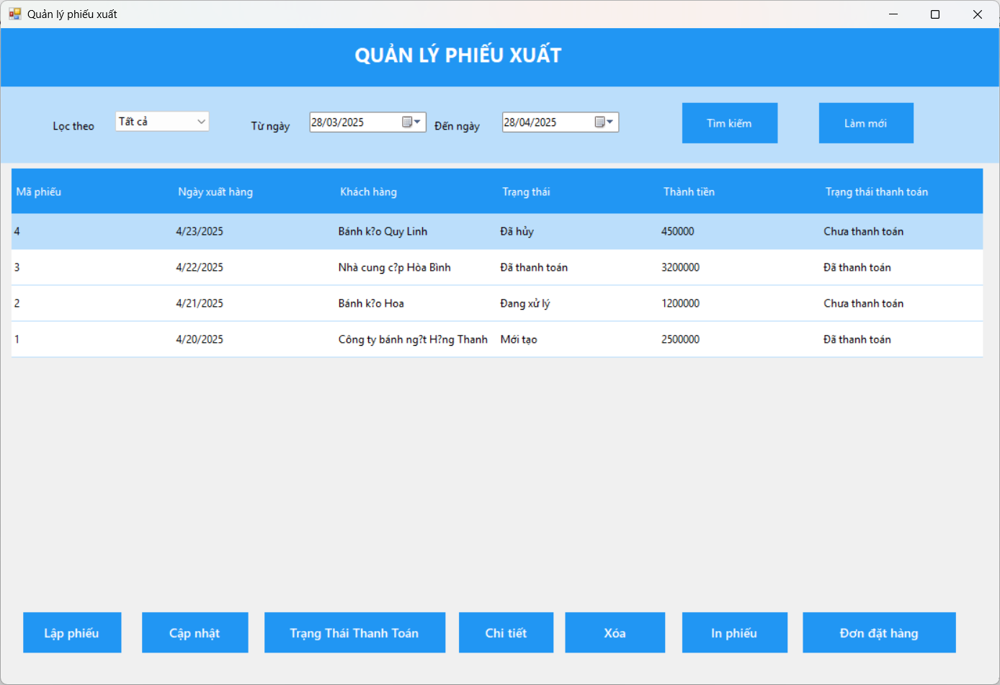 Quản lý phiếu xuất
QUẢN LÝ PHIẾU XUẤT
Lọc theo Tất cả Từ ngày 28/03/2025 Đến ngày 28/04/2025 Tìm kiếm Làm mới
Mã phiếu Ngày xuất hàng Khách hàng Trạng thái Thành tiền Trạng thái thanh toán
4 4/23/2025 Bánh k?o Quy Linh Đã hủy 450000 Chưa thanh toán
3 4/22/2025 Nhà cung c?p Hòa Bình Đã thanh toán 3200000 Đã thanh toán
2 4/21/2025 Bánh k?o Hoa Đang xử lý 1200000 Chưa thanh toán
1 4/20/2025 Công ty bánh ng?t H?ng Thanh Mới tạo 2500000 Đã thanh toán
Lập phiếu Cập nhật Trạng Thái Thanh Toán Chi tiết Xóa In phiếu Đơn đặt hàng